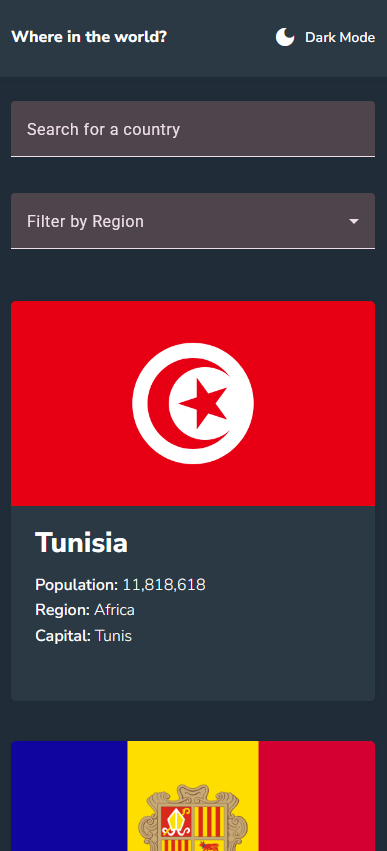 Where in the world?
Dark Mode
Search for a country
Filter by Region
Tunisia
Population: 11,818,618
Region: Africa
Capital: Tunis